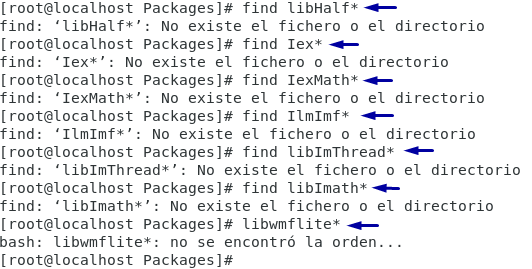 [root@localhost Packages]# find libHalf*
find: ‘libHalf*’: No existe el fichero o el directorio
[root@localhost Packages]# find Iex*
find: ‘Iex*’: No existe el fichero o el directorio
[root@localhost Packages]# find IexMath*
find: ‘IexMath*’: No existe el fichero o el directorio
[root@localhost Packages]# find IlmImf*
find: ‘IlmImf*’: No existe el fichero o el directorio
[root@localhost Packages]# find libImThread*
find: ‘libImThread*’: No existe el fichero o el directorio
[root@localhost Packages]# find libImath*
find: ‘libImath*’: No existe el fichero o el directorio
[root@localhost Packages]# libwmflite*
bash: libwmflite*: no se encontró la orden...
[root@localhost Packages]#